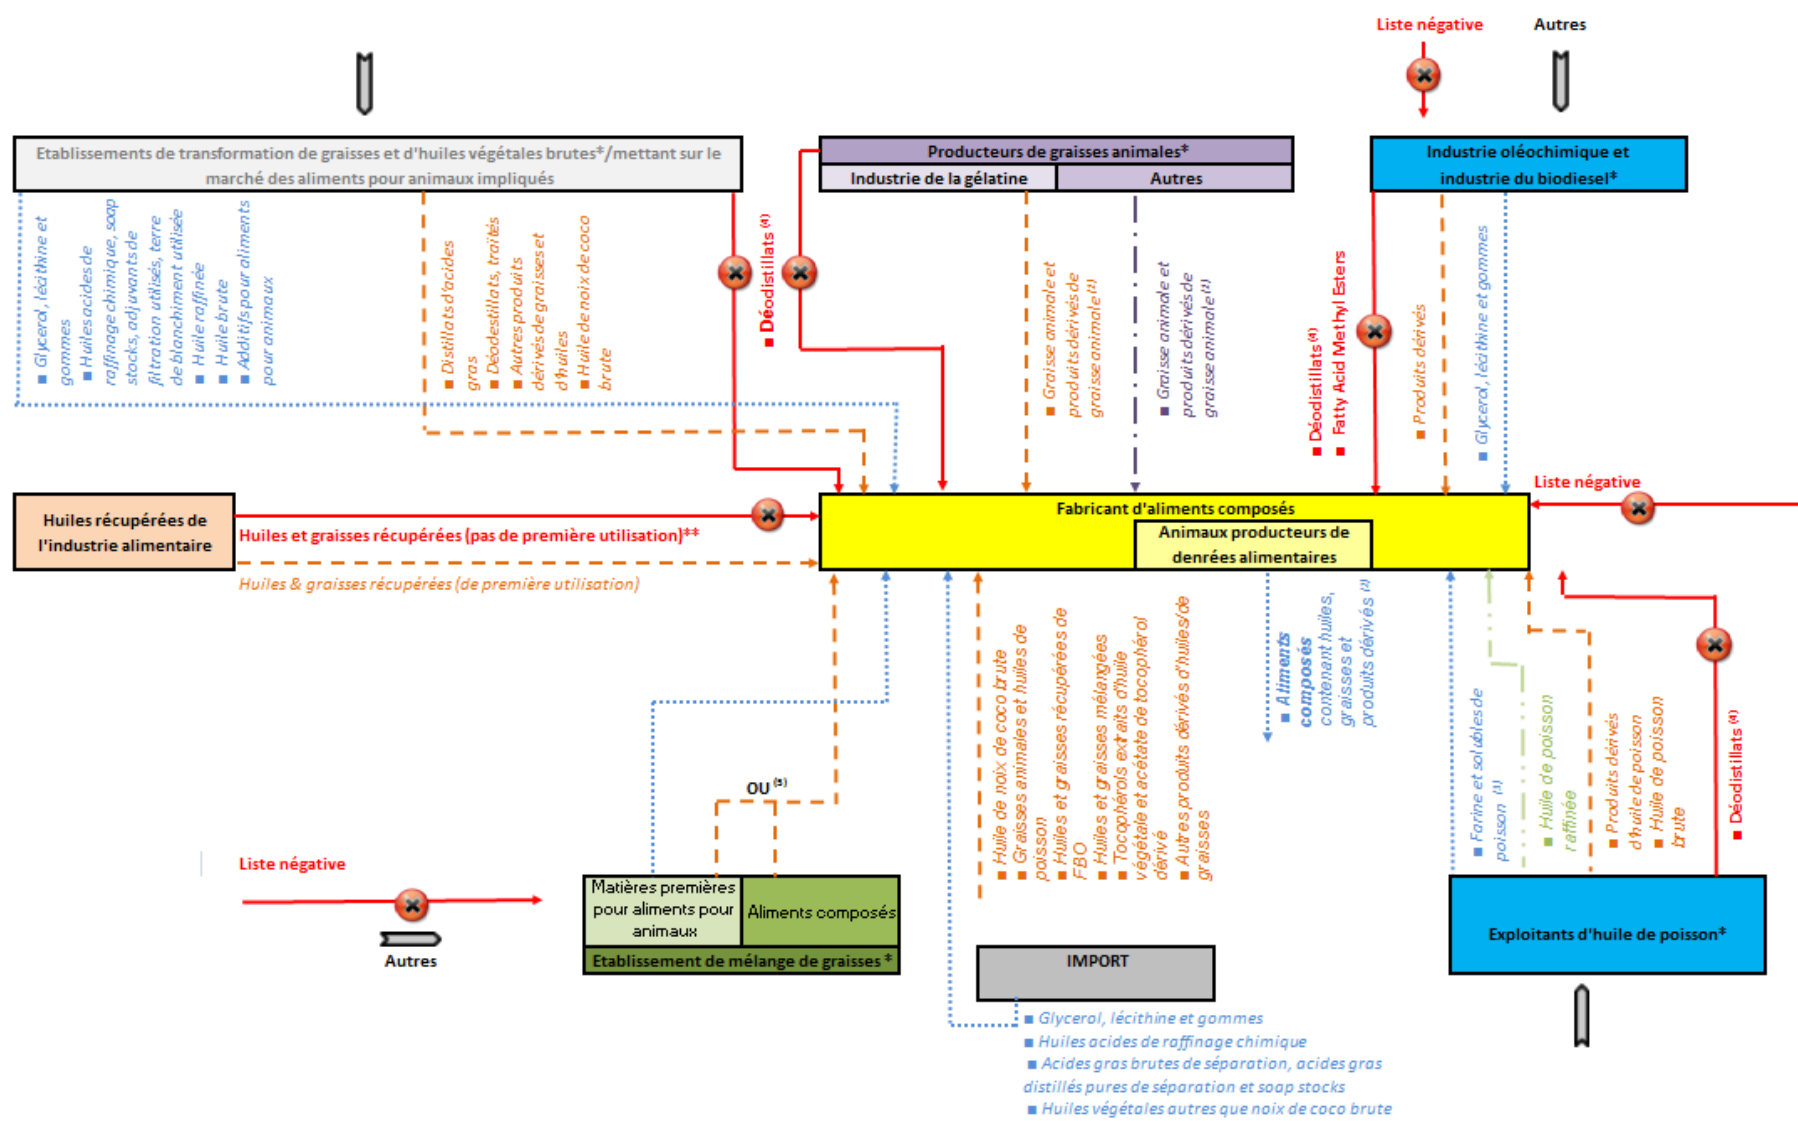 Liste négative
Autres
Etablissements de transformation de graisses et d'huiles végétales brutes*/mettant sur le
marché des aliments pour animaux impliqués
Producteurs de graisses animales*
Industrie de la gélatine
Autres
Industrie oléochimique et
industrie du biodiesel*
■ Glycerol, lécithine et
gommes
■ Huiles acides de
raffinage chimique, soap
stocks, adjuvants de
filtration utilisés, terre
de blanchiment utilisée
■ Huile raffinée
■ Huile brute
■ Additifs pour aliments
pour animaux
■ Distillats d'acides
gras
■ Déodestillats, traités
■ Autres produits
dérivés de graisses et
d'huiles
■ Huile de noix de coco
brute
■ Déodistillats (4)
■ Graisse animale et
produits dérivés de
graisse animale (2)
■ Graisse animale et
produits dérivés de
graisse animale (2)
■ Déodistillats (4)
■ Fatty Acid Methyl Esters
■ Produits dérivés
■ Glycerol, lécithine et gommes
Liste négative
Huiles récupérées de
l'industrie alimentaire
Huiles et graisses récupérées (pas de première utilisation)**
Huiles & graisses récupérées (de première utilisation)
Fabricant d'aliments composés
Animaux producteurs de
denrées alimentaires
■ Huile de noix de coco brute
■ Graisses animales et huiles de
poisson
■ Huiles et graisses récupérées de
FBO
■ Huiles et graisses mélangées
■ Tocophérols extraits d'huile
végétale et acétate de tocophérol
dérivé
■ Autres produits dérivés d'huiles/de
graisses
■ Aliments
composés
contenant huiles,
graisses et
produits dérivés
■ Farine et solubles de
poisson
■ Huile de poisson
raffinée
■ Produits dérivés
d'huile de poisson
■ Huile de poisson
brute
■ Déodistillats (4)
OU
Liste négative
Autres
Matières premières
pour aliments pour
animaux
Aliments composés
Etablissement de mélange de graisses *
IMPORT
Exploitants d'huile de poisson*
■ Glycerol, lécithine et gommes
■ Huiles acides de raffinage chimique
■ Acides gras brutes de séparation, acides gras
distillés pures de séparation et soap stocks
■ Huiles végétales autres que noix de coco brute